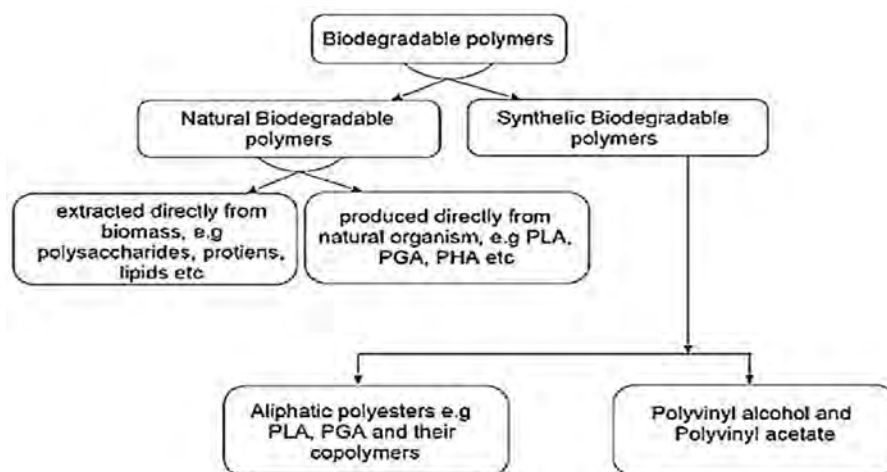 Biodegradable polymers
Natural Biodegradable
polymers
Synthelic Biodegradable
polymers
extracted directly from
biomass, e.g
polysaccharides, protiens,
lipids etc
produced directly from
natural organism, e.g PLA,
PGA, PHA etc
Aliphatic polyesters e.g
PLA, PGA and their
copolymers
Polyvinyl alcohol and
Polyvinyl acetate